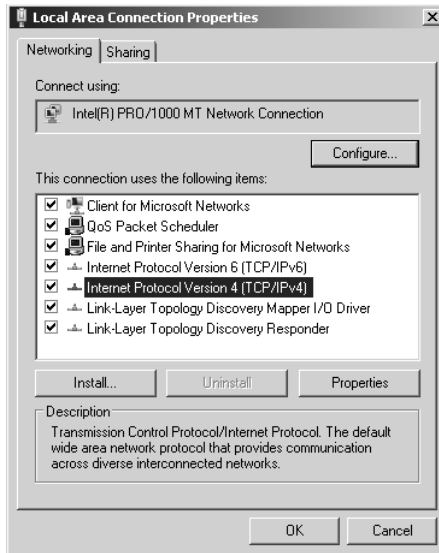 Local Area Connection Properties
Networking
Sharing
Connect using:
Intel(R) PRO/1000 MT Network Connection
Configure...
This connection uses the following items:
Client for Microsoft Networks
QoS Packet Scheduler
File and Printer Sharing for Microsoft Networks
Internet Protocol Version 6 (TCP/IPv6)
Internet Protocol Version 4 (TCP/IPv4)
Link-Layer Topology Discovery Mapper I/O Driver
Link-Layer Topology Discovery Responder
Install...
Uninstall
Properties
Description
Transmission Control Protocol/Internet Protocol. The default
wide area network protocol that provides communication
across diverse interconnected networks.
OK
Cancel